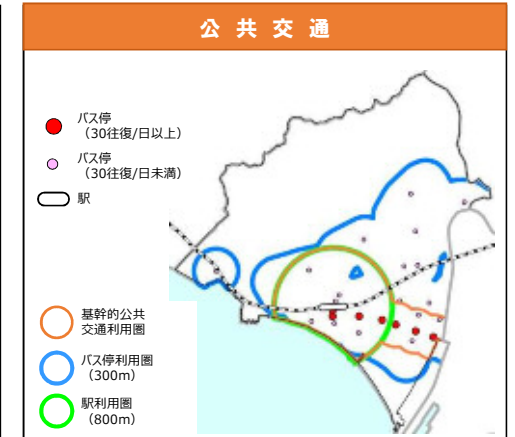 公共交通
バス停
（30往復/日以上）
バス停
（30往復/日未満）
駅
基幹的公共
交通利用圏
バス停利用圏
（300m）
駅利用圏
（800m）